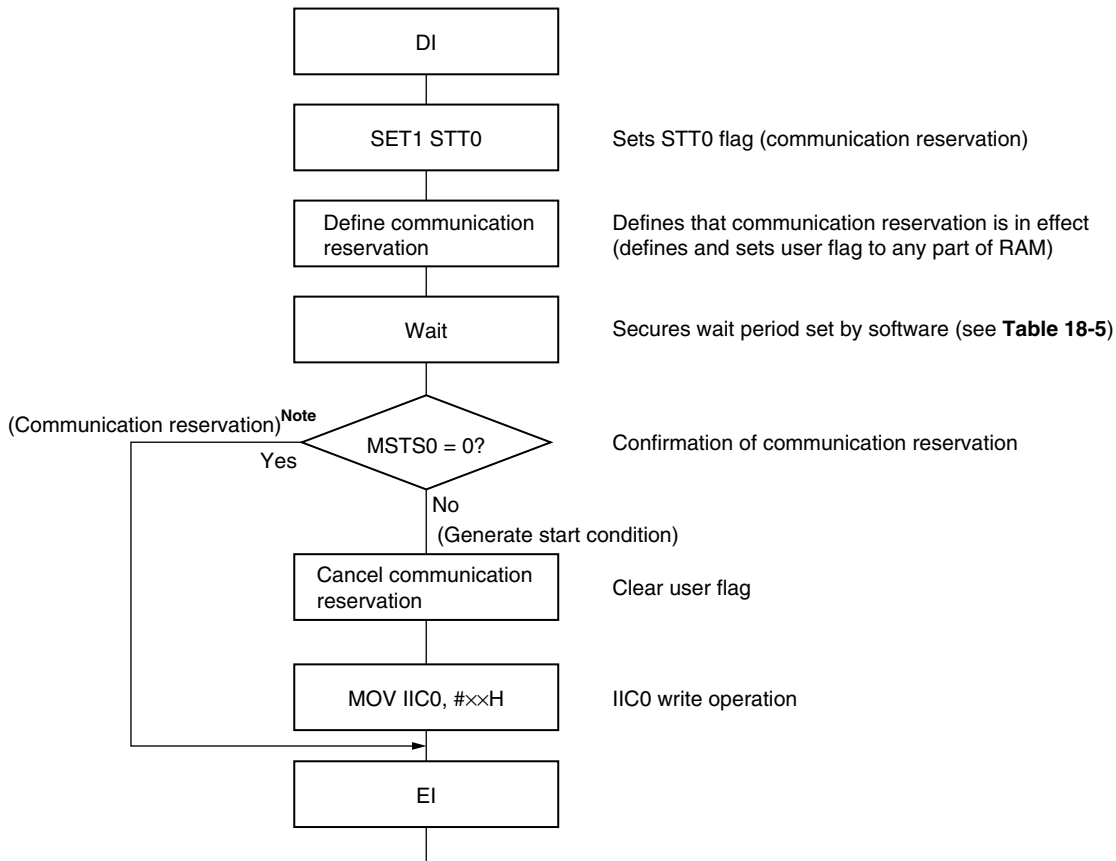 DI
SET1 STT0
Sets STT0 flag (communication reservation)
Define communication
reservation
Defines that communication reservation is in effect
(defines and sets user flag to any part of RAM)
Wait
Secures wait period set by software (see Table 18-5)
(Communication reservation)Note
MSTS0 = 0?
Confirmation of communication reservation
Yes
No
(Generate start condition)
Cancel communication
reservation
Clear user flag
MOV IIC0, #××H
IIC0 write operation
EI